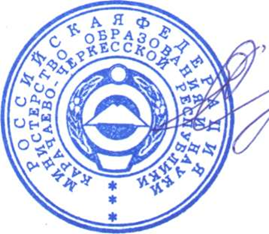 РОССИЙСКАЯ ФЕДЕРАЦИЯ
МИНИСТЕРСТВО ОБРАЗОВАНИЯ И НАУКИ
КАРАЧАЕВО-ЧЕРКЕССКОЙ РЕСПУБЛИКИ
* * *